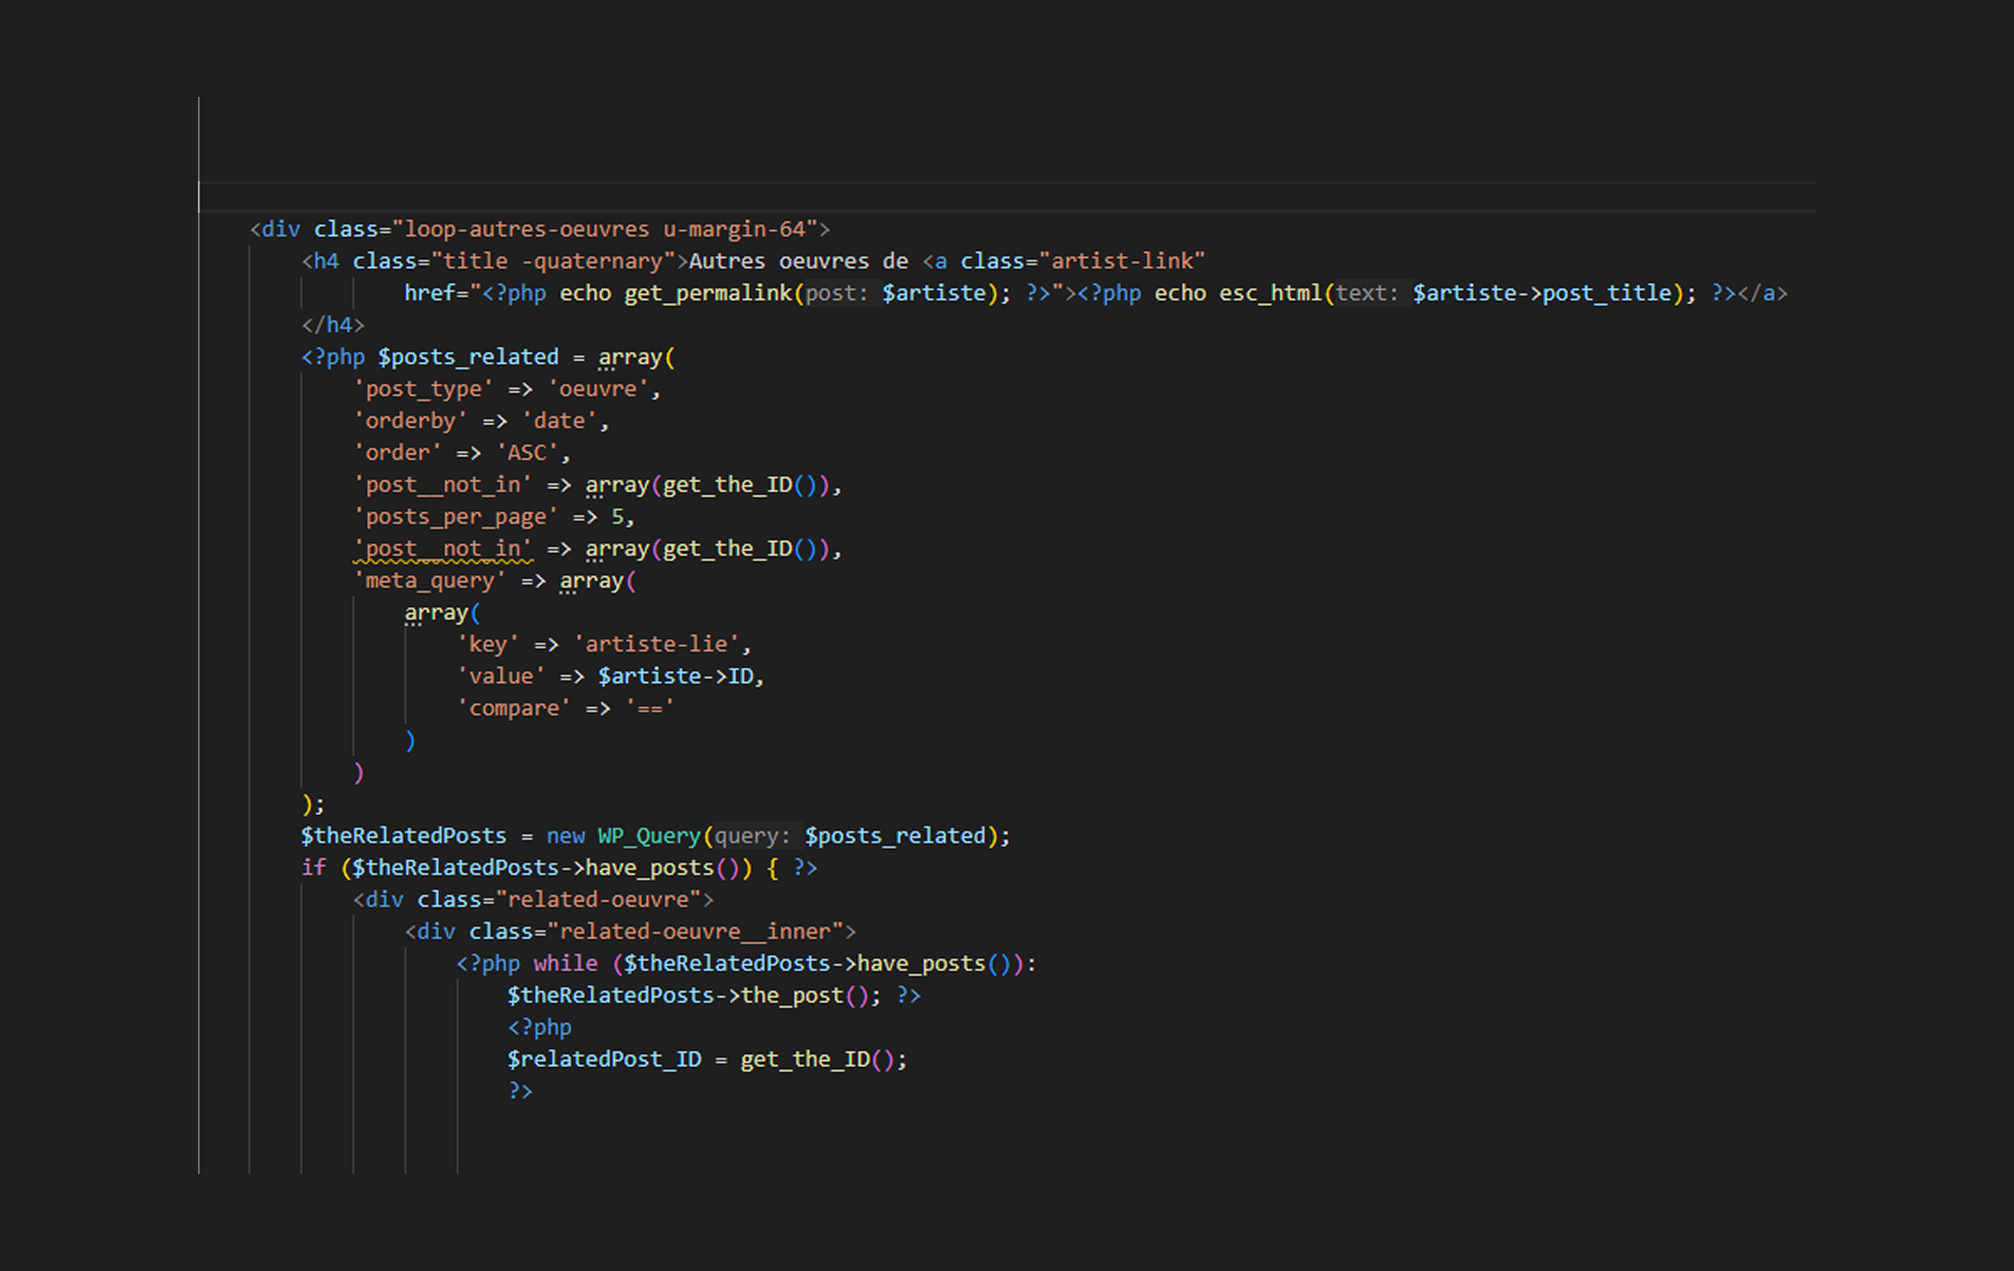 <div class="loop-autres-oeuvres u-margin-64">
<h4 class="title -quaternary">Autres oeuvres de <a class="artist-link"
href="<?php echo get_permalink(post: $artiste); ?>"><?php echo esc_html(text: $artiste->post_title); ?></a>
</h4>
<?php $posts_related = array(
'post_type' => 'oeuvre',
'orderby' => 'date',
'order' => 'ASC',
'post__not_in' => array(get_the_ID()),
'posts_per_page' => 5,
'post__not_in' => array(get_the_ID()),
'meta_query' => array(
array(
'key' => 'artiste-lie',
'value' => $artiste->ID,
'compare' => '=='
)
)
);
$theRelatedPosts = new WP_Query(query: $posts_related);
if ($theRelatedPosts->have_posts()) { ?>
<div class="related-oeuvre">
<div class="related-oeuvre__inner">
<?php while ($theRelatedPosts->have_posts()):
$theRelatedPosts->the_post(); ?>
<?php
$relatedPost_ID = get_the_ID();
?>